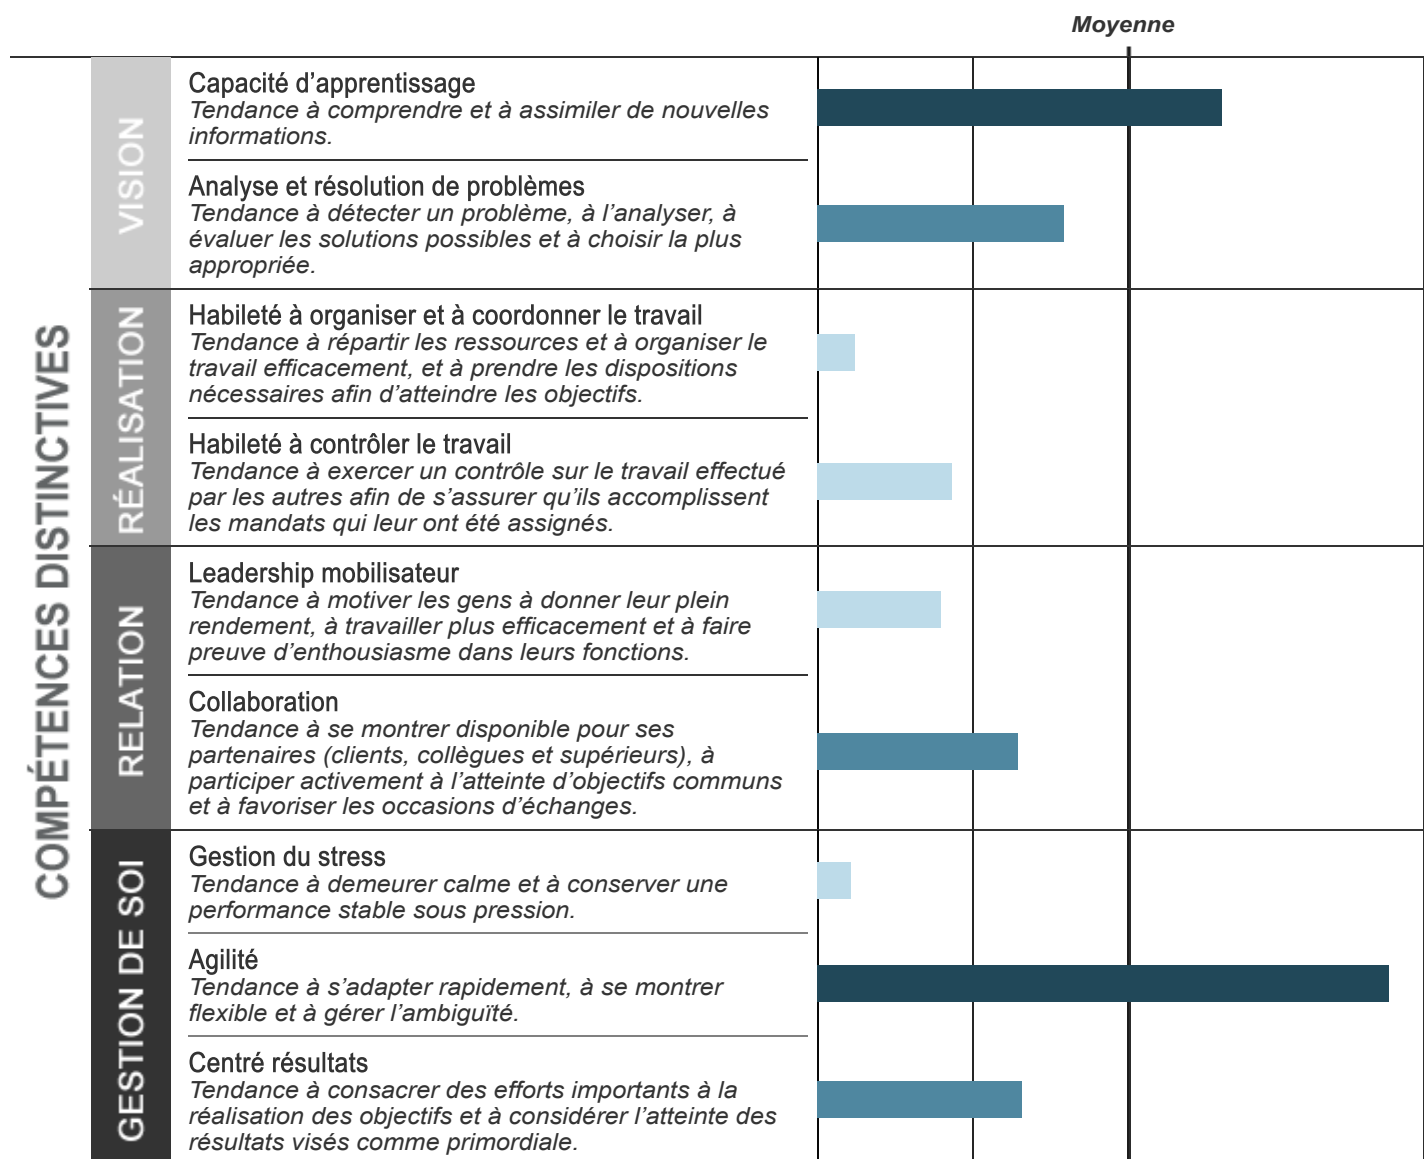 Moyenne
COMPÉTENCES DISTINCTIVES
VISION
Capacité d’apprentissage
Tendance à comprendre et à assimiler de nouvelles
informations.
Analyse et résolution de problèmes
Tendance à détecter un problème, à l’analyser, à
évaluer les solutions possibles et à choisir la plus
appropriée.
RÉALISATION
Habileté à organiser et à coordonner le travail
Tendance à répartir les ressources et à organiser le
travail efficacement, et à prendre les dispositions
nécessaires afin d’atteindre les objectifs.
Habileté à contrôler le travail
Tendance à exercer un contrôle sur le travail effectué
par les autres afin de s’assurer qu’ils accomplissent
les mandats qui leur ont été assignés.
RELATION
Leadership mobilisateur
Tendance à motiver les gens à donner leur plein
rendement, à travailler plus efficacement et à faire
preuve d’enthousiasme dans leurs fonctions.
Collaboration
Tendance à se montrer disponible pour ses
partenaires (clients, collègues et supérieurs), à
participer activement à l’atteinte d’objectifs communs
et à favoriser les occasions d’échanges.
GESTION DE SOI
Gestion du stress
Tendance à demeurer calme et à conserver une
performance stable sous pression.
Agilité
Tendance à s’adapter rapidement, à se montrer
flexible et à gérer l’ambiguïté.
Centré résultats
Tendance à consacrer des efforts importants à la
réalisation des objectifs et à considérer l’atteinte des
résultats visés comme primordiale.